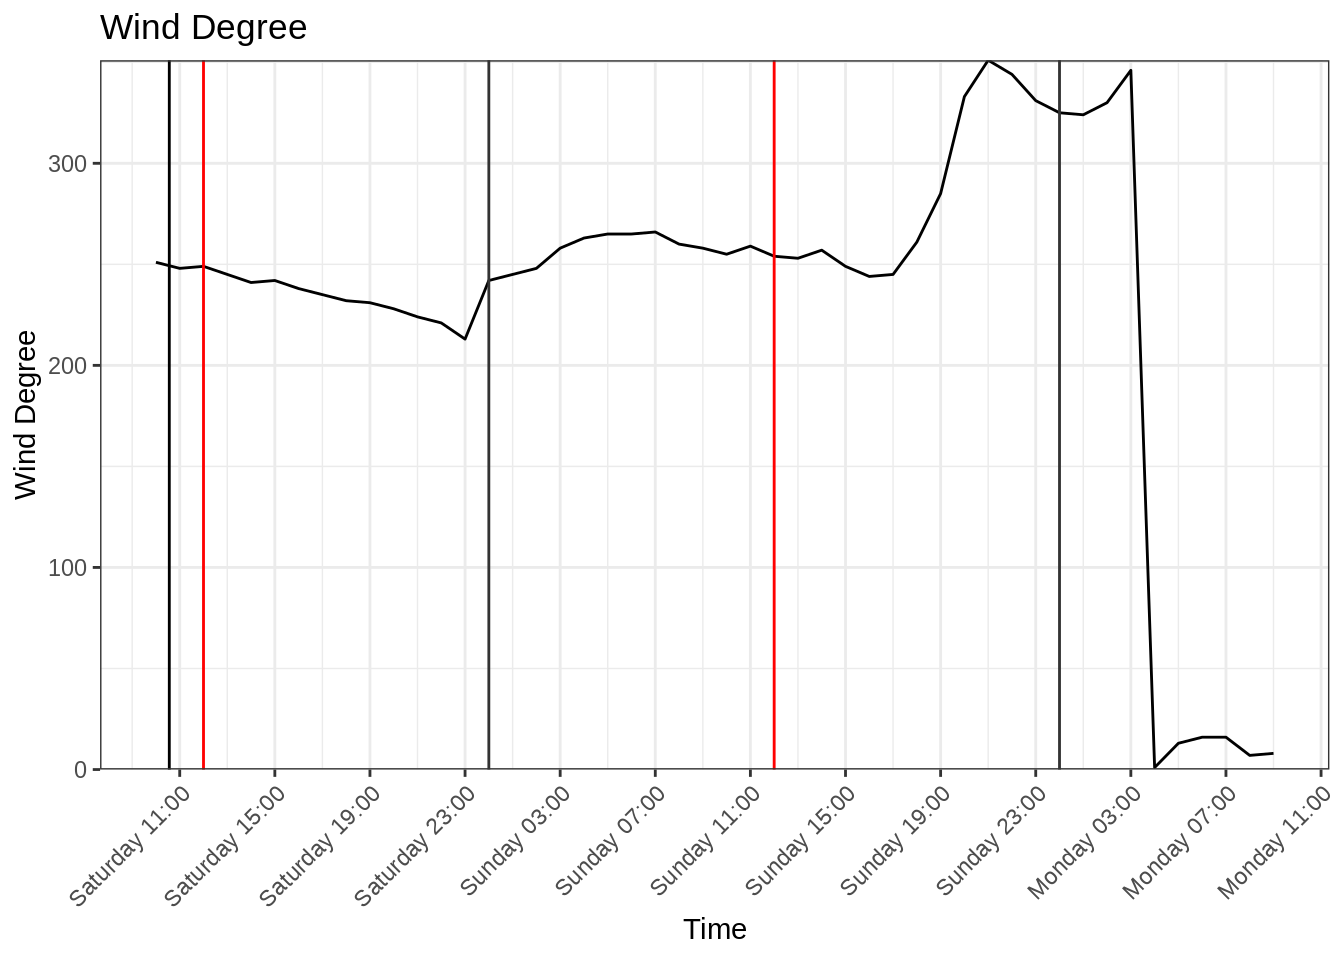 Wind Degree
Wind Degree
300
200
100
0
Saturday 11:00
Saturday 15:00
Saturday 19:00
Saturday 23:00
Sunday 03:00
Sunday 07:00
Sunday 11:00
Sunday 15:00
Sunday 19:00
Sunday 23:00
Monday 03:00
Monday 07:00
Monday 11:00
Time